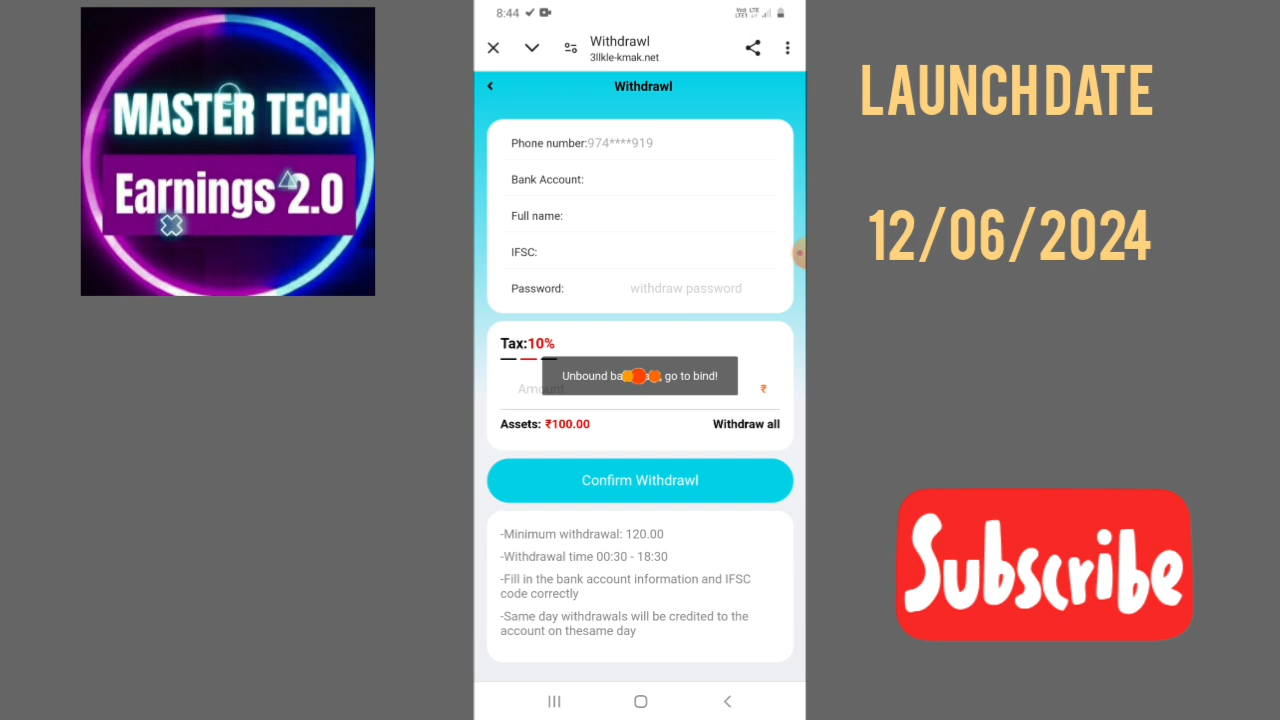 MASTER TECH
Earnings 2.0
8:44
Withdrawl
3llkle-kmak.net
Withdrawl
Phone number:974****919
Bank Account:
Full name:
IFSC:
Password: withdraw password
Tax:10%
Unbound go to bind!
Amount ₹
Assets: ₹100.00 Withdraw all
Confirm Withdrawl
-Minimum withdrawal: 120.00
-Withdrawal time 00:30 - 18:30
-Fill in the bank account information and IFSC
code correctly
-Same day withdrawals will be credited to the
account on thesame day
LAUNCH DATE
12/06/2024
Subscribe